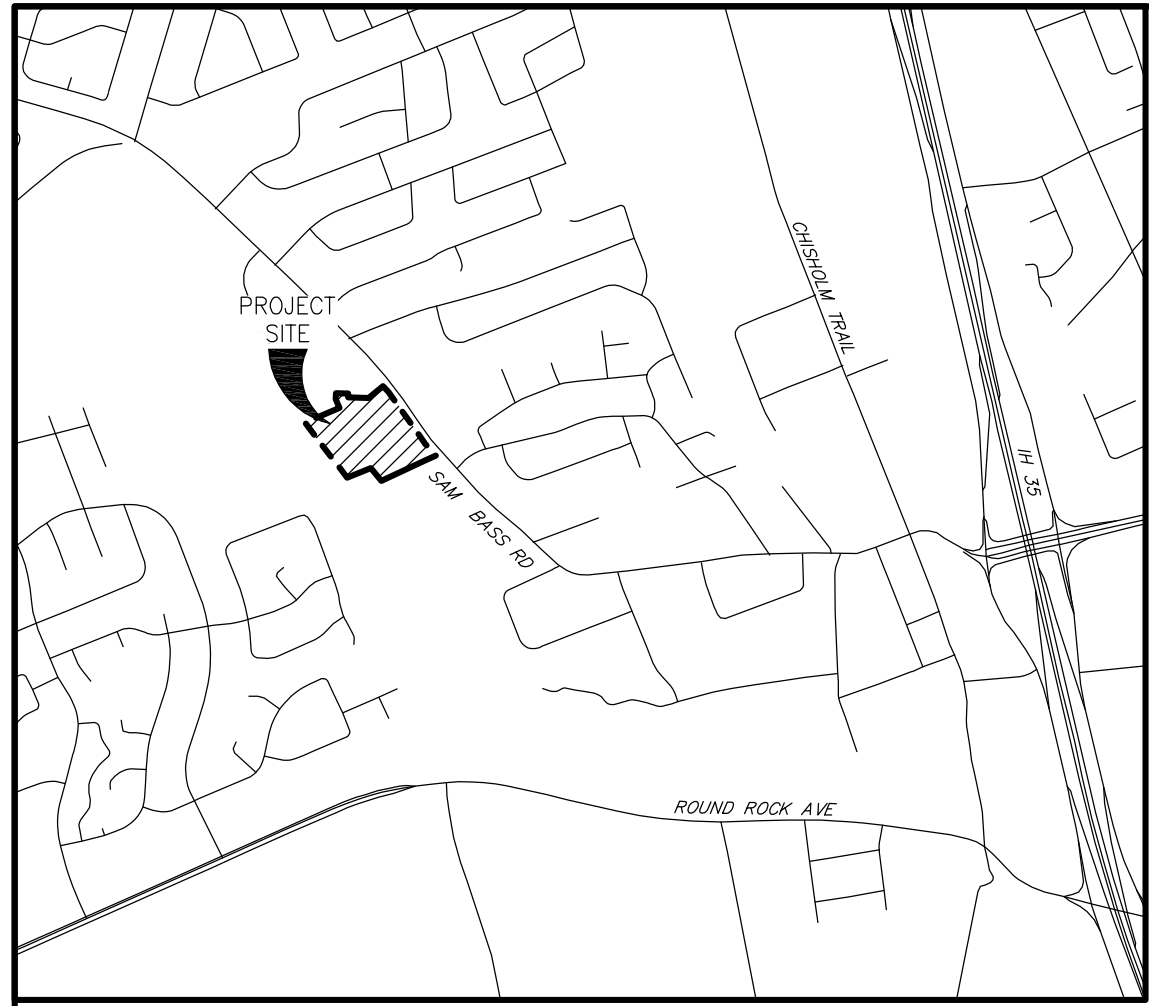 CHISHOLM TRAIL
PROJECT
SITE
IH 35
SAM BASS RD
ROUND ROCK AVE